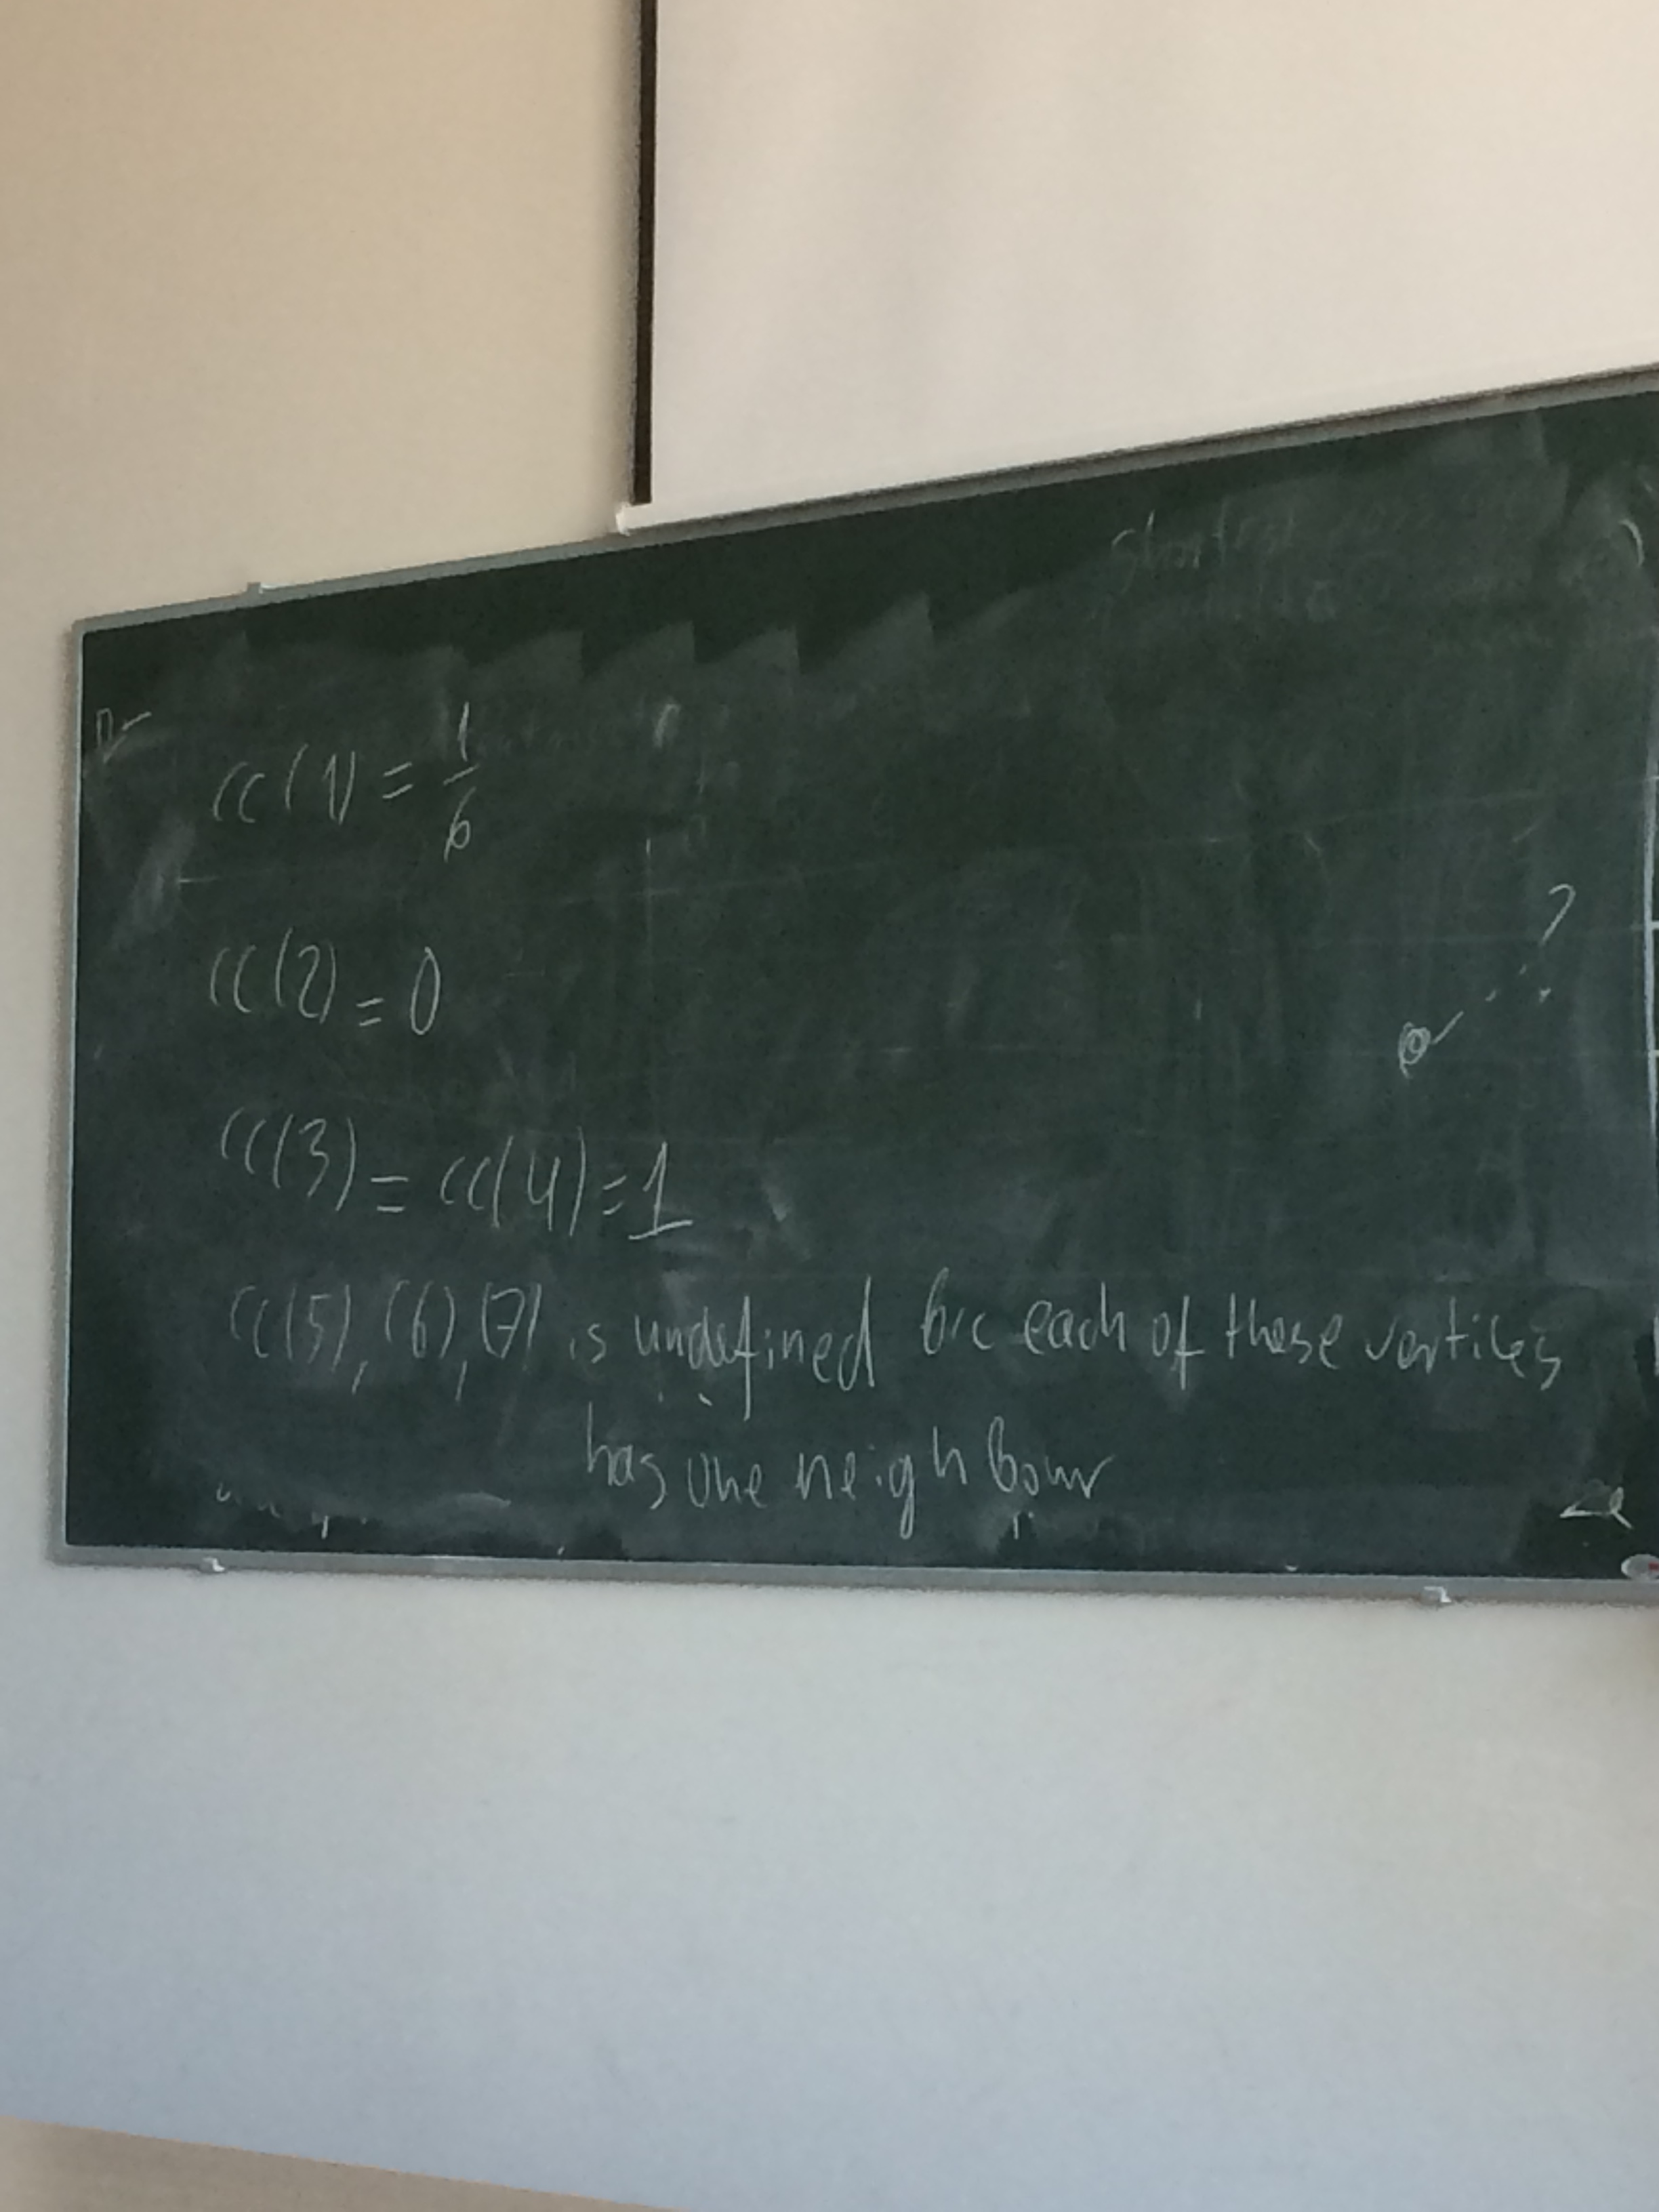 cc(1) = 1/6
cc(2) = 0
?
cc(3) = cc(4) = 1
cc(5), (6), (7) is undefined b/c each of these vertices
has one neighbour